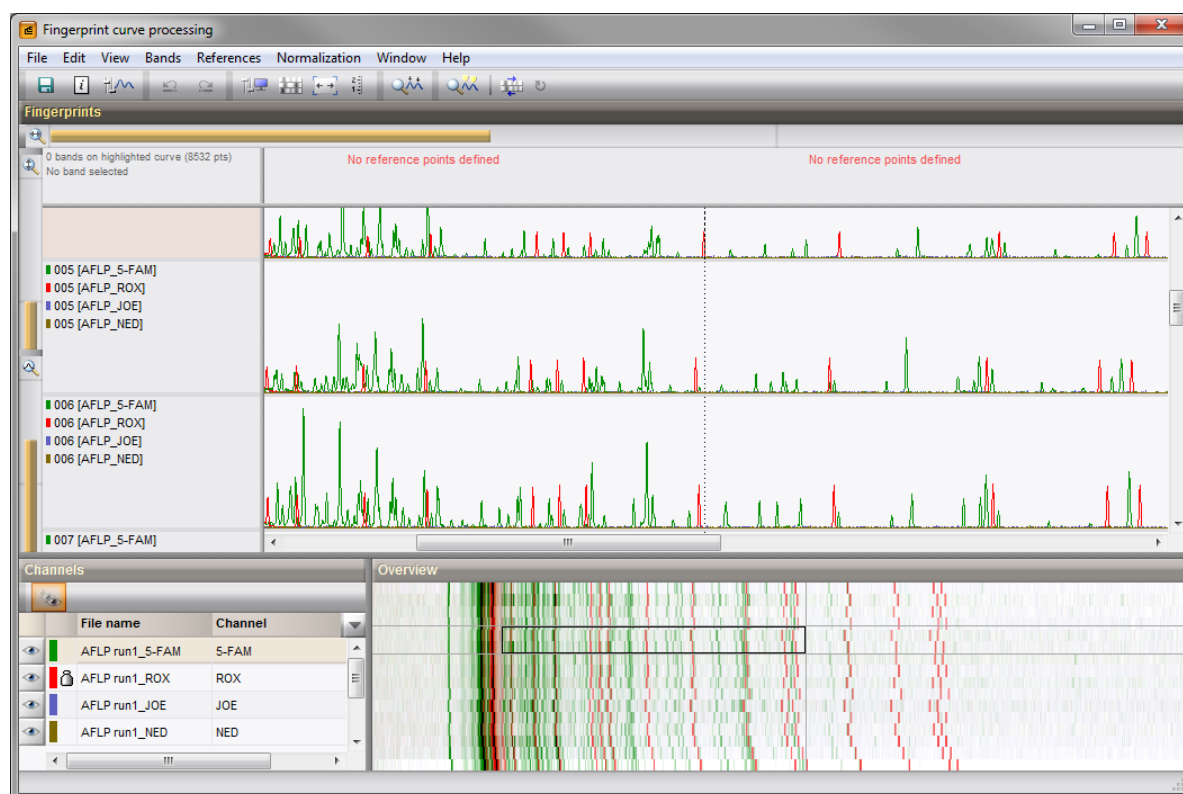 Fingerprint curve processing
File Edit View Bands References Normalization Window Help
Fingerprints
0 bands on highlighted curve (8532 pts)
No band selected
No reference points defined No reference points defined
005 [AFLP_5-FAM]
005 [AFLP_ROX]
005 [AFLP_JOE]
005 [AFLP_NED]
006 [AFLP_5-FAM]
006 [AFLP_ROX]
006 [AFLP_JOE]
006 [AFLP_NED]
007 [AFLP_5-FAM]
Channels
File name Channel
AFLP run1_5-FAM 5-FAM
AFLP run1_ROX ROX
AFLP run1_JOE JOE
AFLP run1_NED NED
Overview